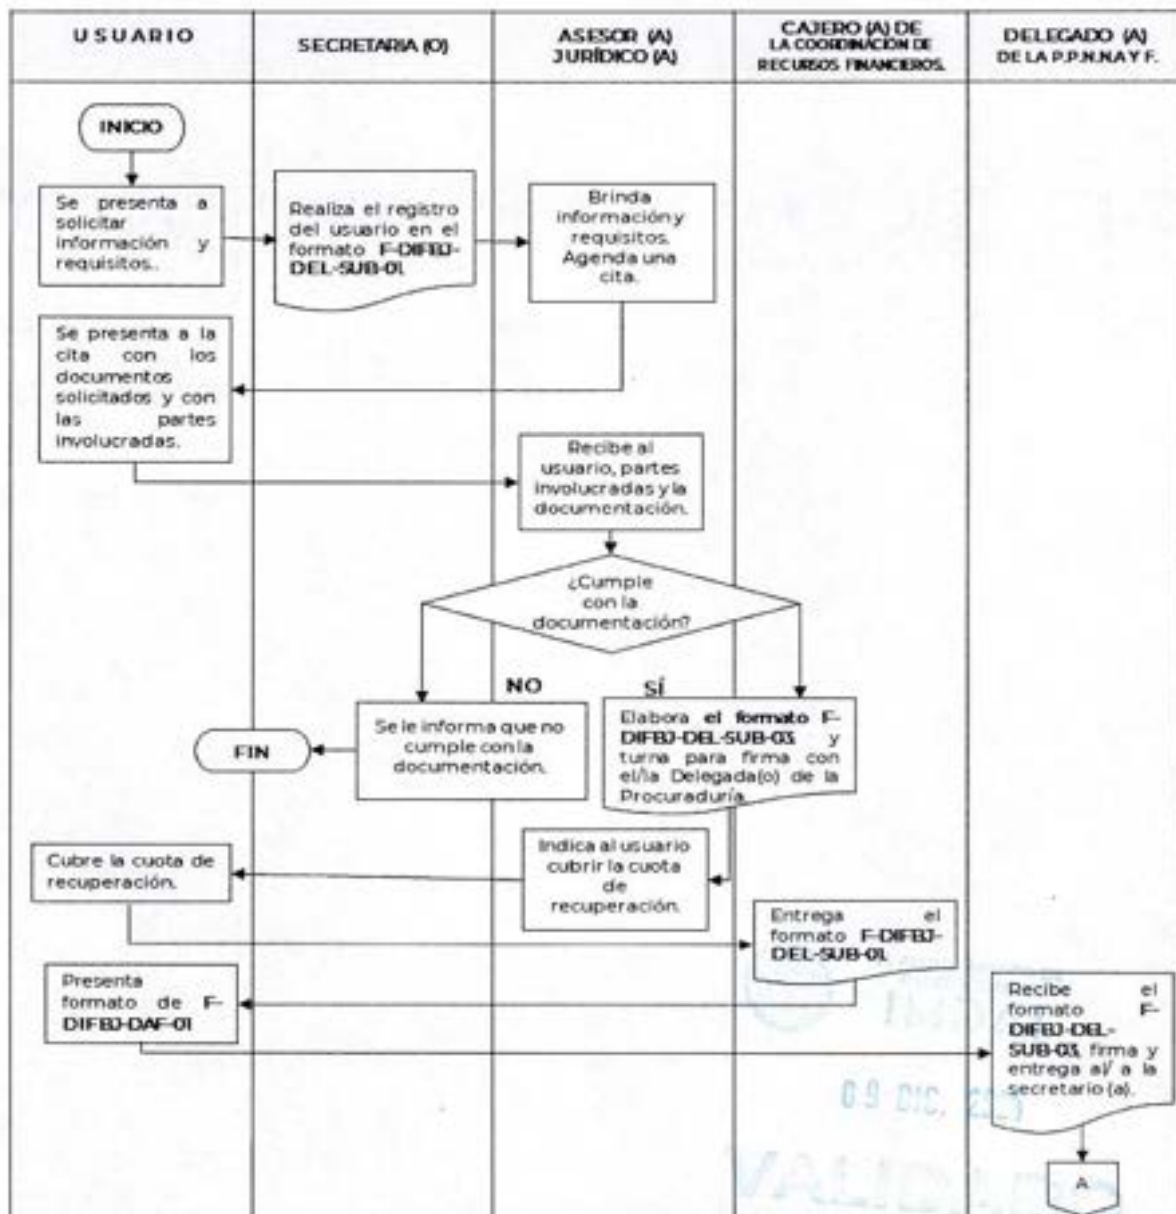 USUARIO
SECRETARIA (O)
ASESOR (A)
JURÍDICO (A)
CAJERO (A) DE
LA COORDINACIÓN DE
RECURSOS FINANCIEROS.
DELEGADO (A)
DE LA P.P.N.N.A Y F.
INICIO
Se presenta a
solicitar
información y
requisitos..
Realiza el registro
del usuario en el
formato F-DIFBJ-
DEL-SUB-01.
Brinda
información y
requisitos.
Agenda una
cita.
Se presenta a la
cita con los
documentos
solicitados y con
las partes
involucradas.
Recibe al
usuario, partes
involucradas y la
documentación.
¿Cumple
con la
documentación?
NO
SÍ
FIN
Se le informa que no
cumple con la
documentación.
Elabora el formato F-
DIFBJ-DEL-SUB-03 y
turna para firma con
el/la Delegada(o) de la
Procuraduría.
Cubre la cuota de
recuperación.
Indica al usuario
cubrir la cuota
de
recuperación.
Entrega el
formato F-DIFBJ-
DEL-SUB-01.
Presenta
formato de F-
DIFBJ-DAF-01
Recibe el
formato F-
DIFBJ-DEL-
SUB-03, firma y
entrega al/ a la
secretario (a).
A